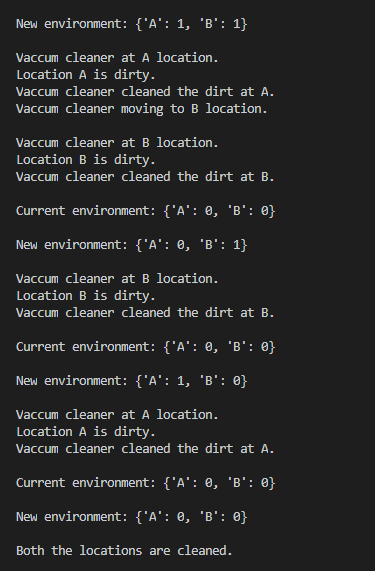 New environment: {'A': 1, 'B': 1}
Vaccum cleaner at A location.
Location A is dirty.
Vaccum cleaner cleaned the dirt at A.
Vaccum cleaner moving to B location.
Vaccum cleaner at B location.
Location B is dirty.
Vaccum cleaner cleaned the dirt at B.
Current environment: {'A': 0, 'B': 0}
New environment: {'A': 0, 'B': 1}
Vaccum cleaner at B location.
Location B is dirty.
Vaccum cleaner cleaned the dirt at B.
Current environment: {'A': 0, 'B': 0}
New environment: {'A': 1, 'B': 0}
Vaccum cleaner at A location.
Location A is dirty.
Vaccum cleaner cleaned the dirt at A.
Current environment: {'A': 0, 'B': 0}
New environment: {'A': 0, 'B': 0}
Both the locations are cleaned.